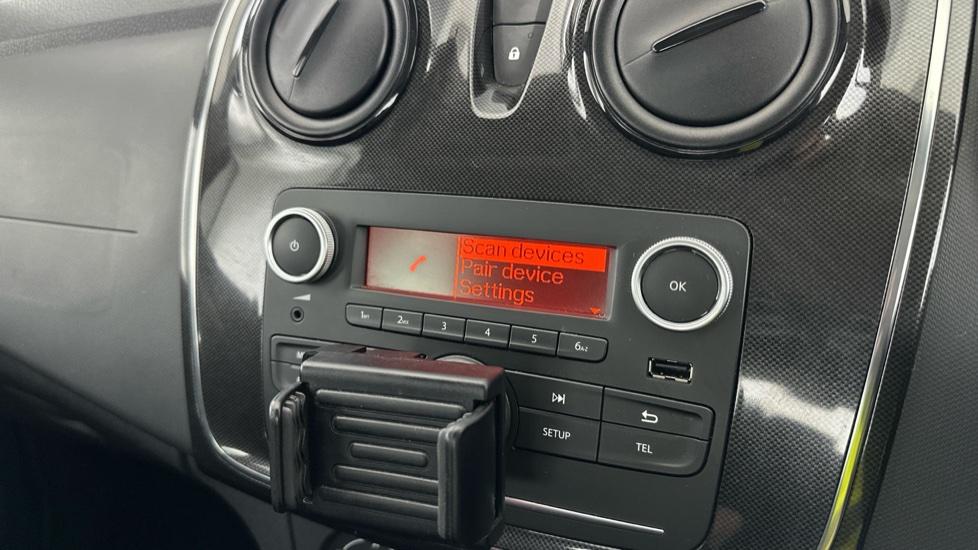 Scan devices
Pair device
Settings
OK
1
2
3
4
5
6
M
SETUP
TEL